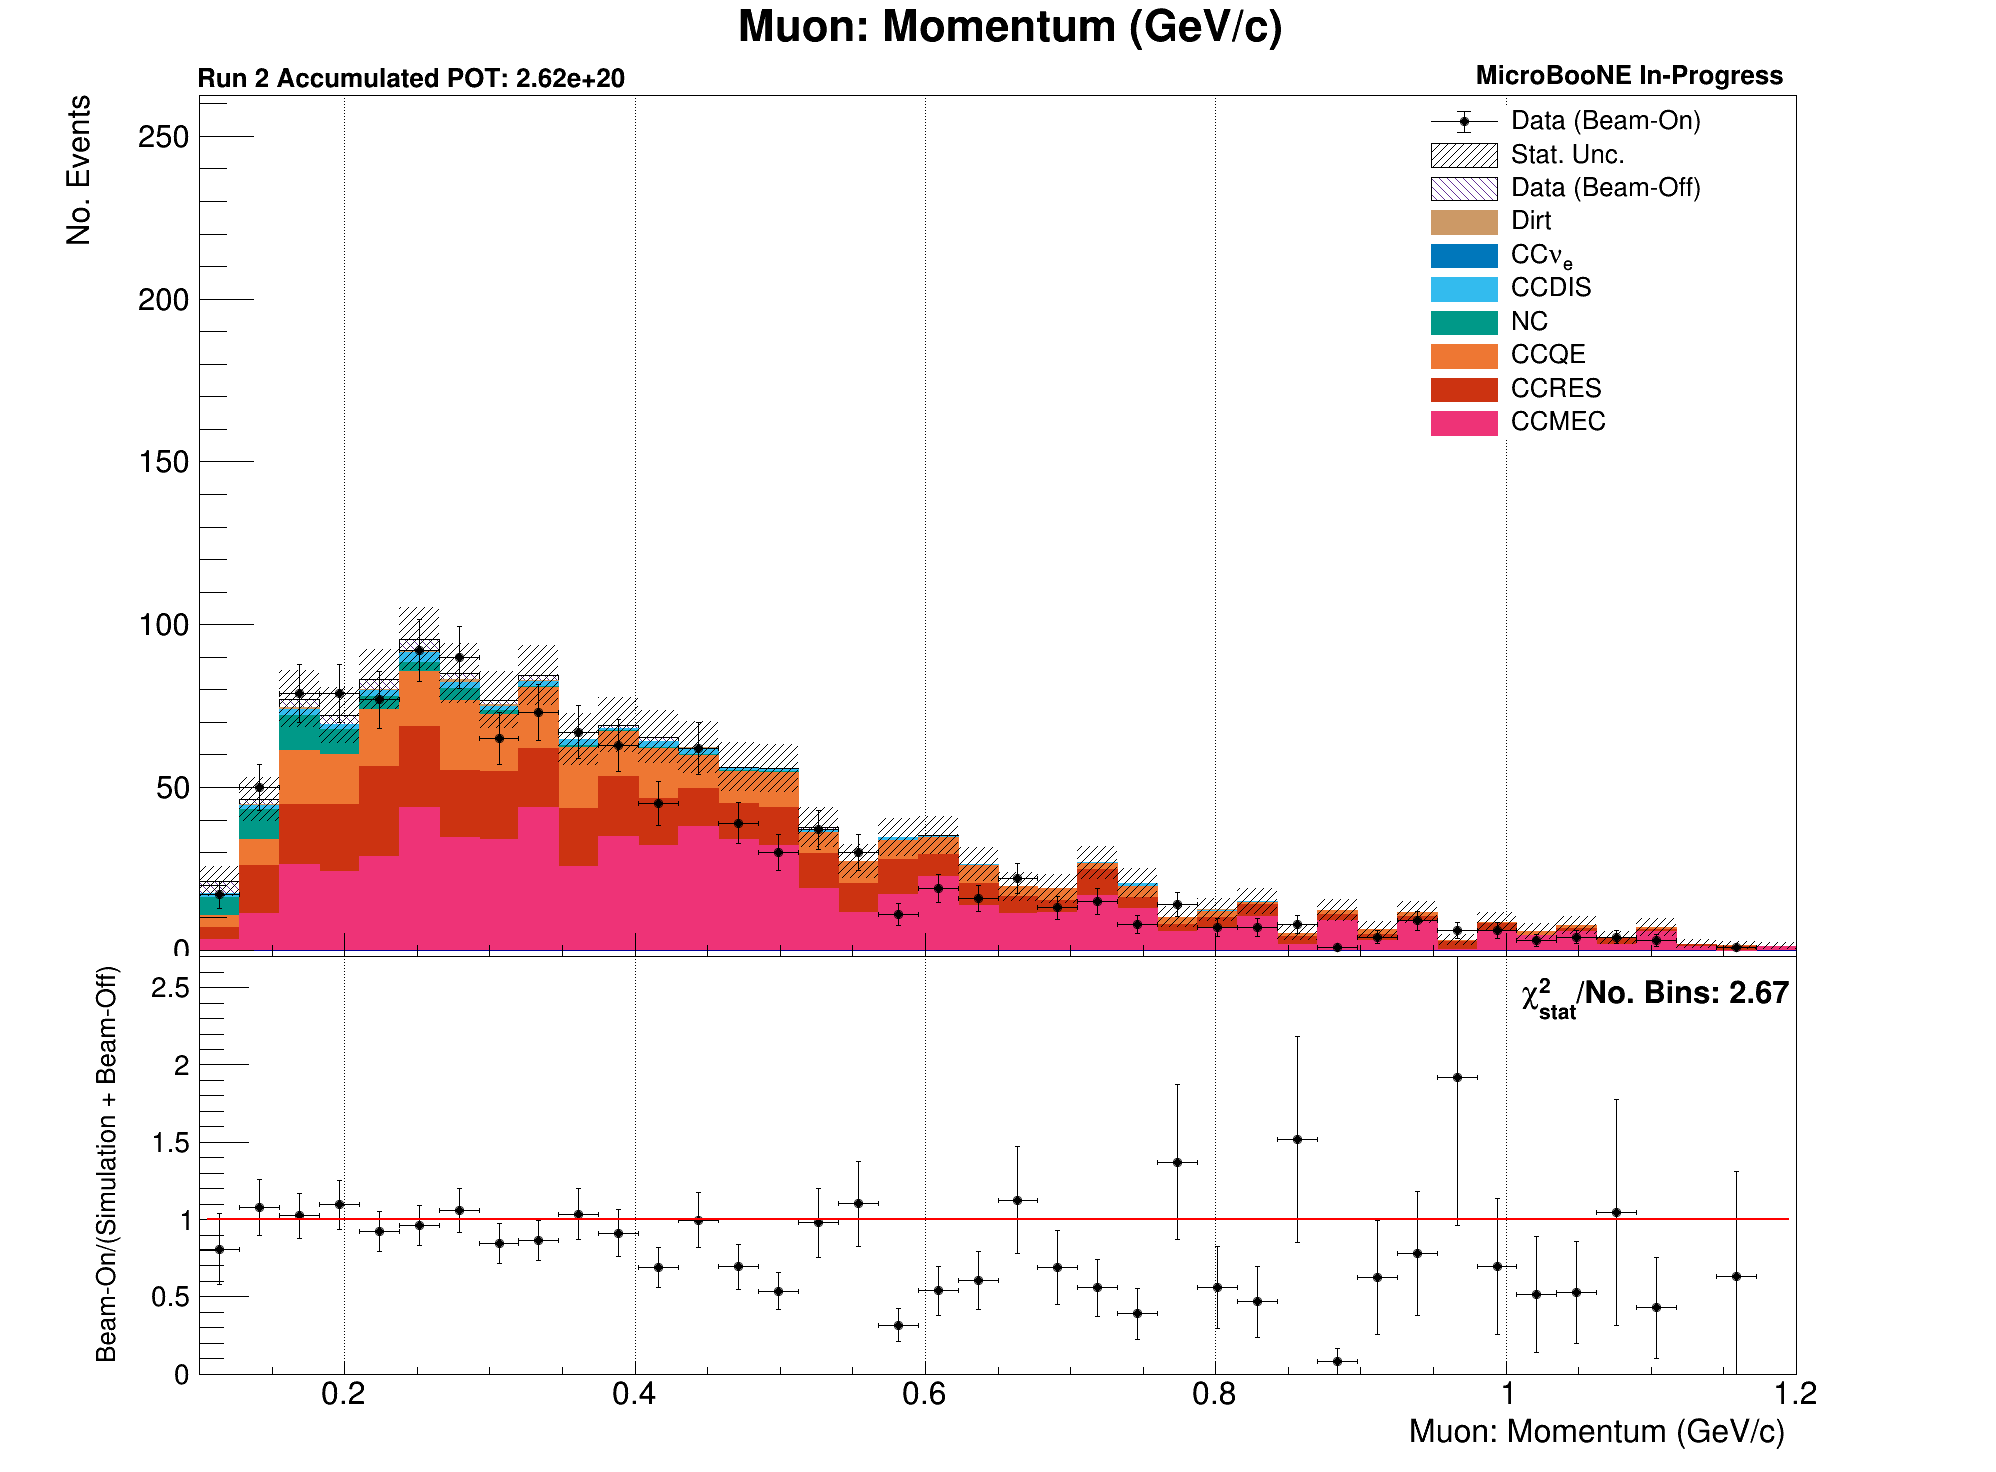 Muon: Momentum (GeV/c)
Run 2 Accumulated POT: 2.62e+20
MicroBooNE In-Progress
No. Events
250
200
150
100
50
0
Data (Beam-On)
Stat. Unc.
Data (Beam-Off)
Dirt
CCνe
CCDIS
NC
CCQE
CCRES
CCMEC
Beam-On/(Simulation + Beam-Off)
2.5
2
1.5
1
0.5
0
χ²stat/No. Bins: 2.67
0.2 0.4 0.6 0.8 1 1.2
Muon: Momentum (GeV/c)